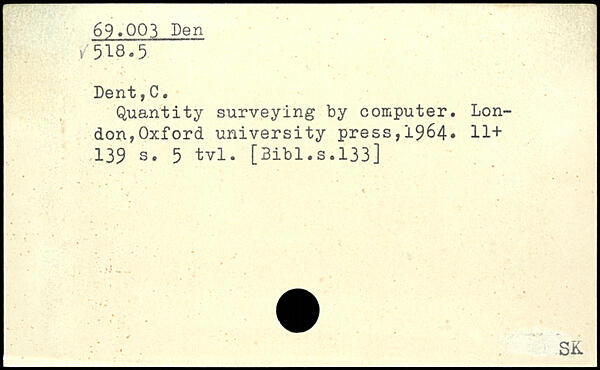 69.003 Den
✓518.5
Dent,C.
Quantity surveying by computer. Lon-
don,Oxford university press,1964. 11+
139 s. 5 tvl. [Bibl.s.133]
SK